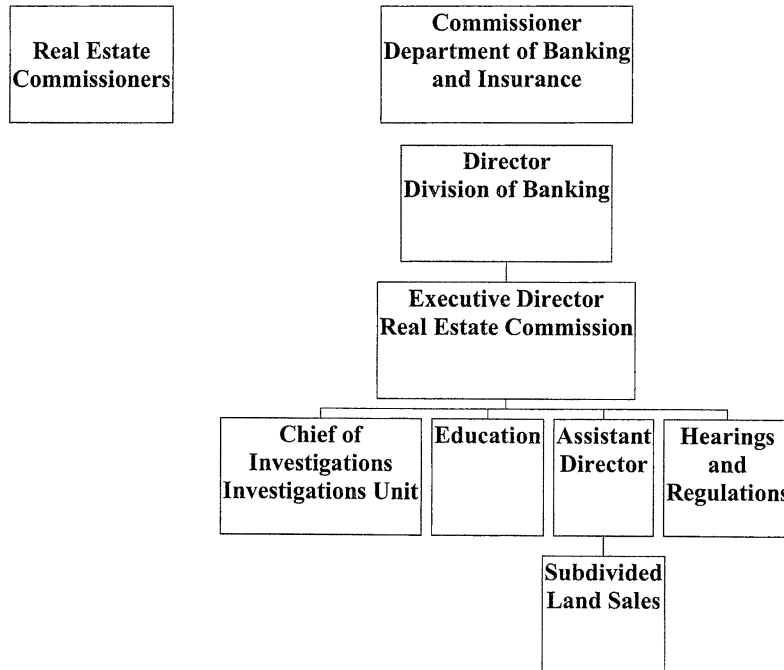 Real Estate
Commissioners
Commissioner
Department of Banking
and Insurance
Director
Division of Banking
Executive Director
Real Estate Commission
Chief of
Investigations
Investigations Unit
Education
Assistant
Director
Hearings
and
Regulations
Subdivided
Land Sales